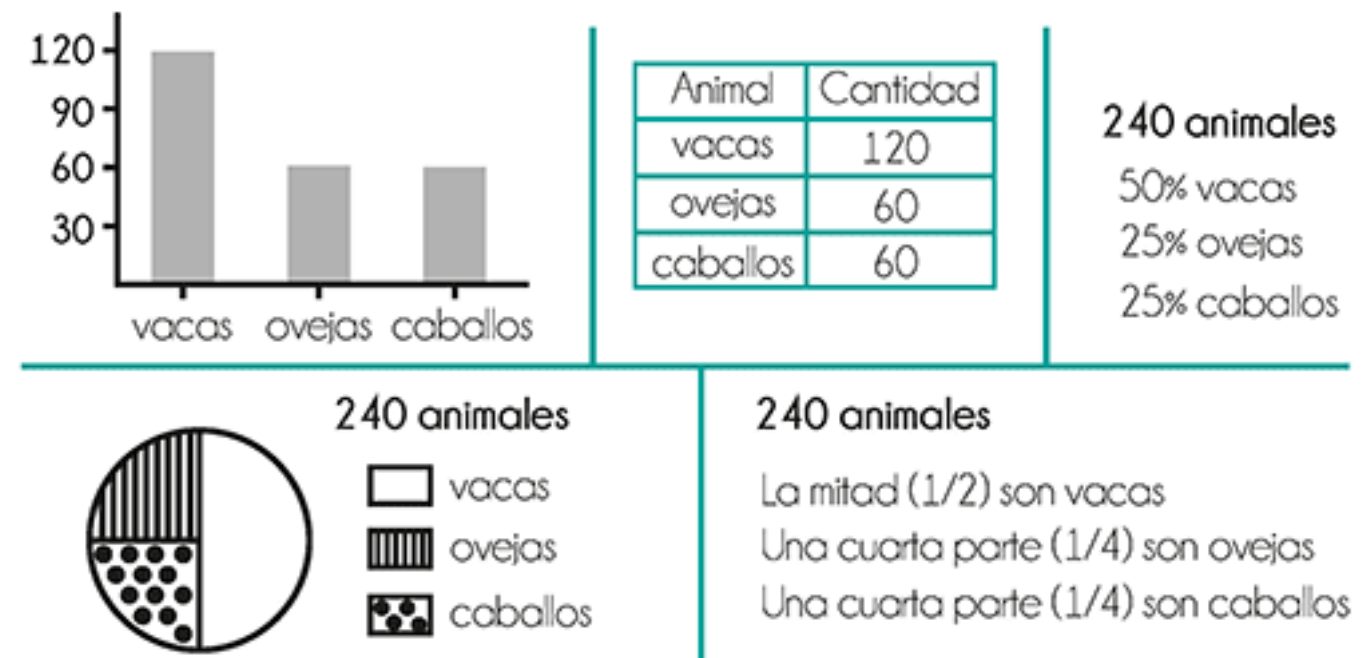 120
90
60
30
vacas ovejas caballos
Animal Cantidad
vacas 120
ovejas 60
caballos 60
240 animales
50% vacas
25% ovejas
25% caballos
240 animales
vacas
ovejas
caballos
240 animales
La mitad (1/2) son vacas
Una cuarta parte (1/4) son ovejas
Una cuarta parte (1/4) son caballos